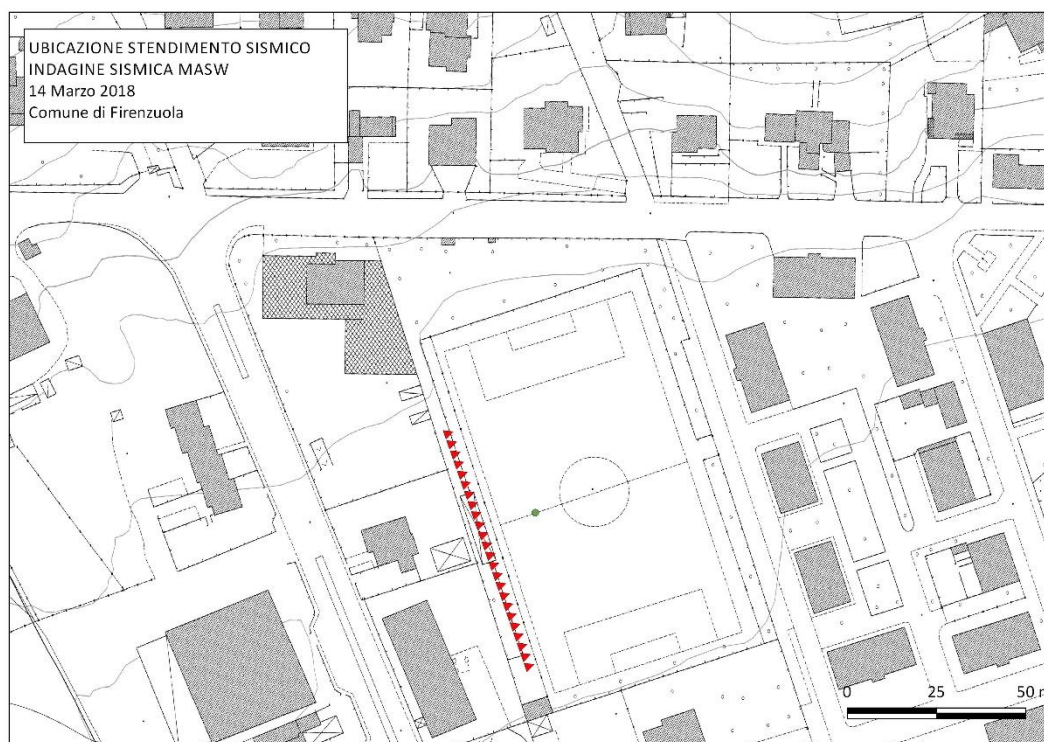 UBICAZIONE STENDIMENTO SISMICO
INDAGINE SISMICA MASW
14 Marzo 2018
Comune di Firenzuola
0 25 50 m